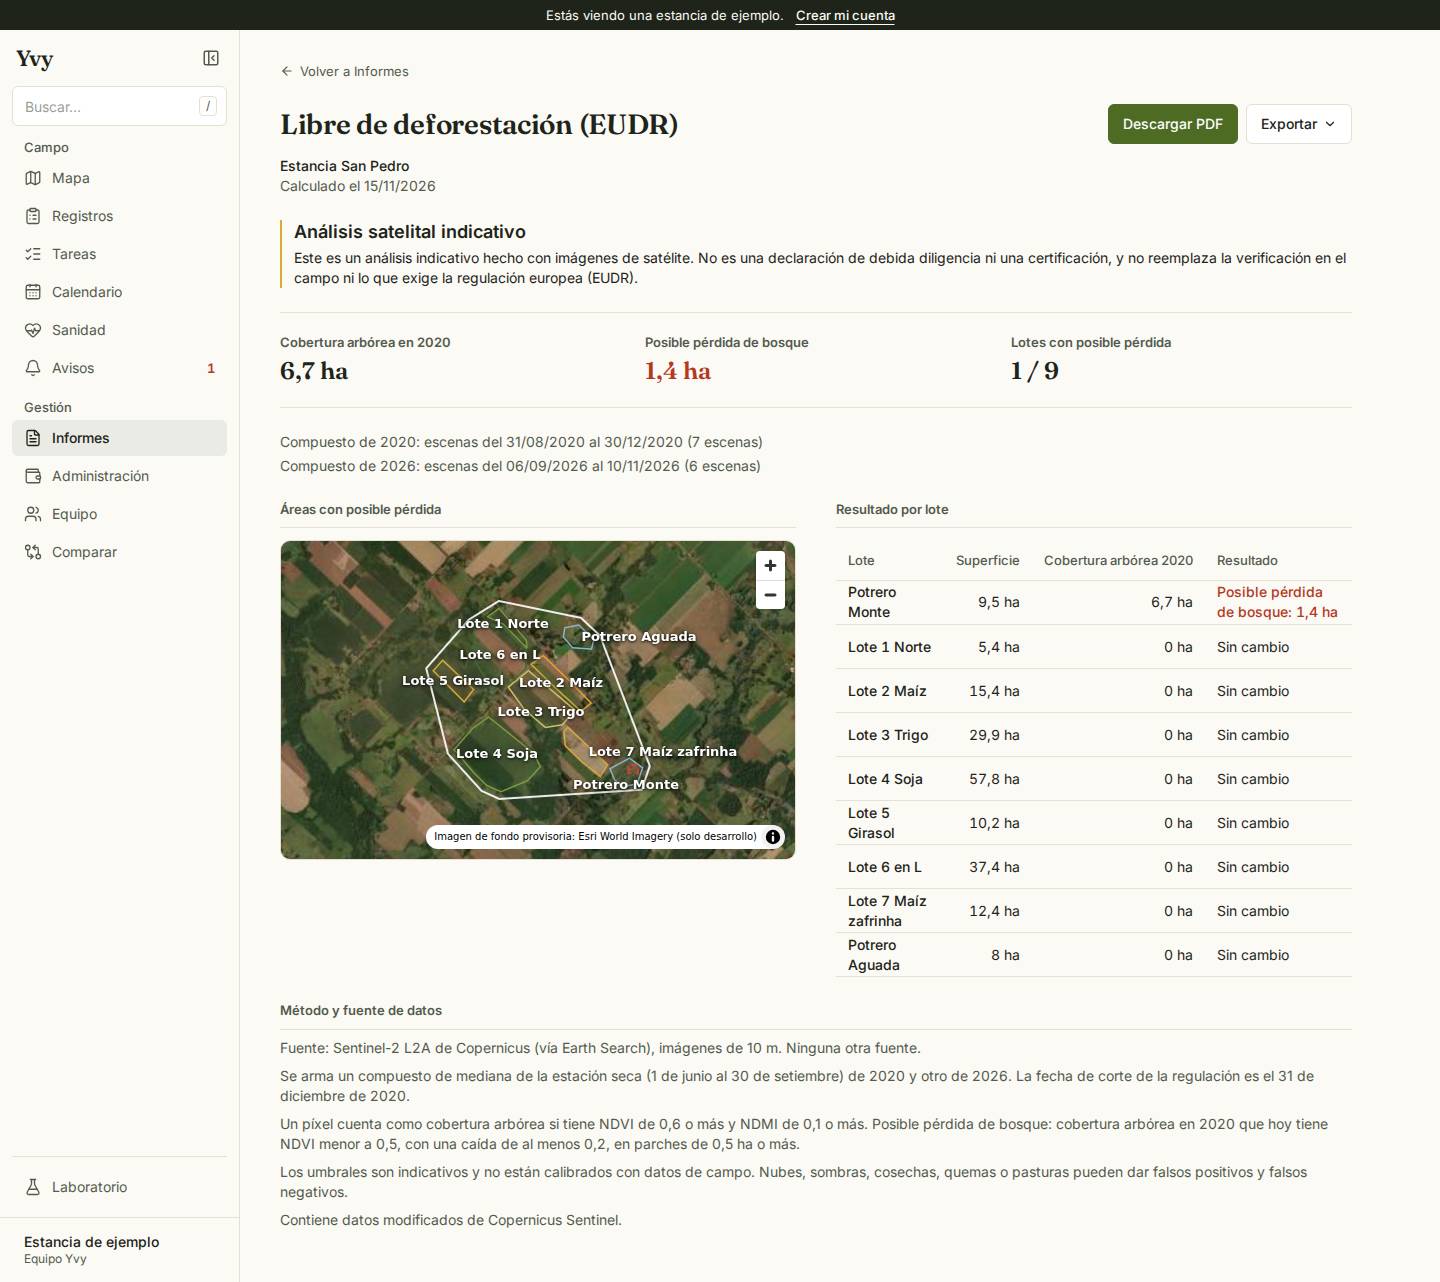 Estás viendo una estancia de ejemplo. Crear mi cuenta
Yvy
Buscar...
/
Campo
Mapa
Registros
Tareas
Calendario
Sanidad
Avisos 1
Gestión
Informes
Administración
Equipo
Comparar
Laboratorio
Estancia de ejemplo
Equipo Yvy
Volver a Informes
Libre de deforestación (EUDR)
Descargar PDF
Exportar
Estancia San Pedro
Calculado el 15/11/2026
Análisis satelital indicativo
Este es un análisis indicativo hecho con imágenes de satélite. No es una declaración de debida diligencia ni una certificación, y no reemplaza la verificación en el
campo ni lo que exige la regulación europea (EUDR).
Cobertura arbórea en 2020
6,7 ha
Posible pérdida de bosque
1,4 ha
Lotes con posible pérdida
1 / 9
Compuesto de 2020: escenas del 31/08/2020 al 30/12/2020 (7 escenas)
Compuesto de 2026: escenas del 06/09/2026 al 10/11/2026 (6 escenas)
Áreas con posible pérdida
Lote 1 Norte
Potrero Aguada
Lote 6 en L
Lote 5 Girasol
Lote 2 Maíz
Lote 3 Trigo
Lote 4 Soja
Lote 7 Maíz zafrinha
Potrero Monte
Imagen de fondo provisoria: Esri World Imagery (solo desarrollo)
Resultado por lote
Lote Superficie Cobertura arbórea 2020 Resultado
Potrero Monte 9,5 ha 6,7 ha Posible pérdida de bosque: 1,4 ha
Lote 1 Norte 5,4 ha 0 ha Sin cambio
Lote 2 Maíz 15,4 ha 0 ha Sin cambio
Lote 3 Trigo 29,9 ha 0 ha Sin cambio
Lote 4 Soja 57,8 ha 0 ha Sin cambio
Lote 5 Girasol 10,2 ha 0 ha Sin cambio
Lote 6 en L 37,4 ha 0 ha Sin cambio
Lote 7 Maíz zafrinha 12,4 ha 0 ha Sin cambio
Potrero Aguada 8 ha 0 ha Sin cambio
Método y fuente de datos
Fuente: Sentinel-2 L2A de Copernicus (vía Earth Search), imágenes de 10 m. Ninguna otra fuente.
Se arma un compuesto de mediana de la estación seca (1 de junio al 30 de setiembre) de 2020 y otro de 2026. La fecha de corte de la regulación es el 31 de
diciembre de 2020.
Un píxel cuenta como cobertura arbórea si tiene NDVI de 0,6 o más y NDMI de 0,1 o más. Posible pérdida de bosque: cobertura arbórea en 2020 que hoy tiene
NDVI menor a 0,5, con una caída de al menos 0,2, en parches de 0,5 ha o más.
Los umbrales son indicativos y no están calibrados con datos de campo. Nubes, sombras, cosechas, quemas o pasturas pueden dar falsos positivos y falsos
negativos.
Contiene datos modificados de Copernicus Sentinel.